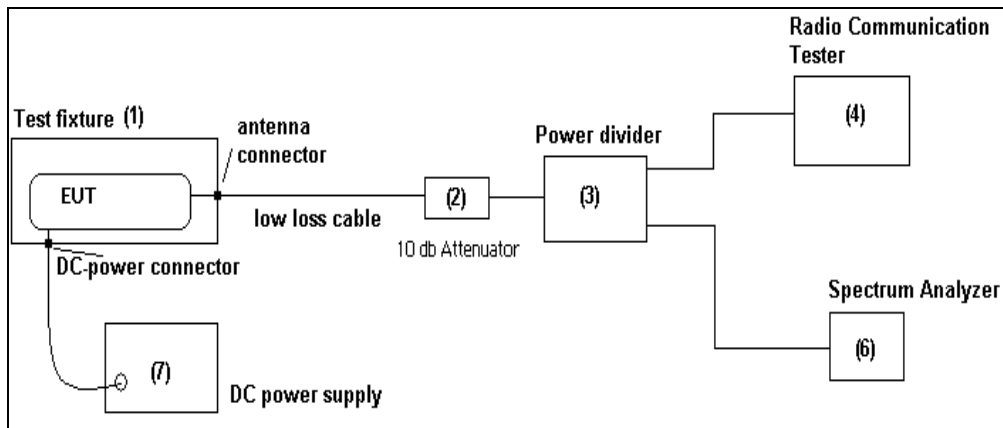 Radio Communication
Tester
(4)
Test fixture (1)
antenna
connector
Power divider
EUT
(2)
(3)
low loss cable
10 db Attenuator
DC-power connector
Spectrum Analyzer
(6)
(7)
DC power supply